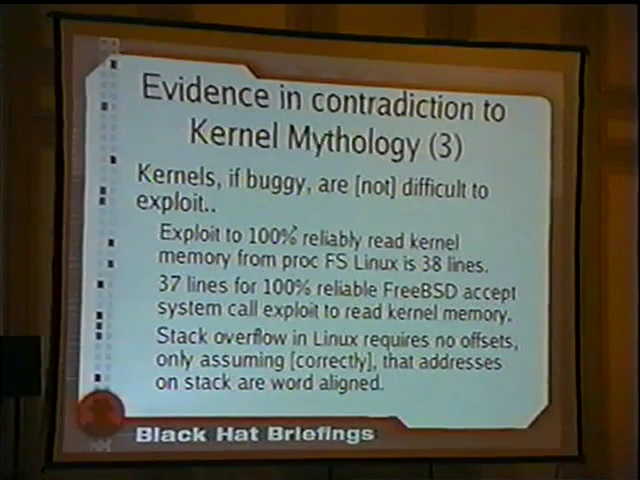 Evidence in contradiction to
Kernel Mythology (3)
Kernels, if buggy, are [not] difficult to
exploit..
Exploit to 100% reliably read kernel
memory from proc FS Linux is 38 lines.
37 lines for 100% reliable FreeBSD accept
system call exploit to read kernel memory.
Stack overflow in Linux requires no offsets,
only assuming [correctly], that addresses
on stack are word aligned.
Black Hat Briefings